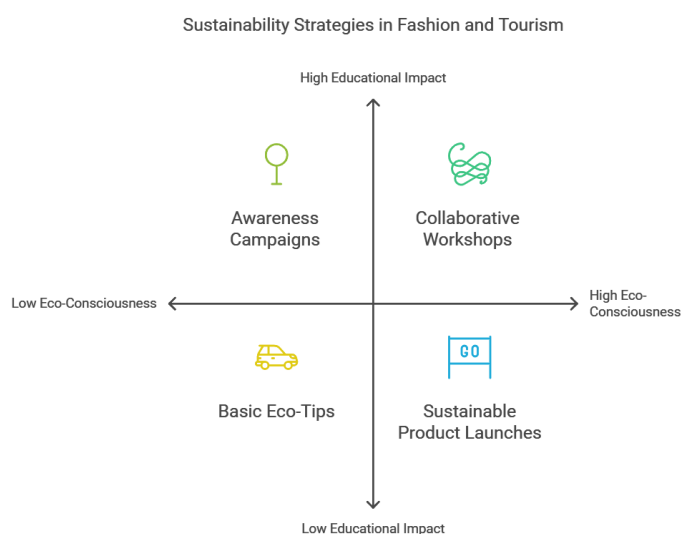 Sustainability Strategies in Fashion and Tourism
High Educational Impact
Awareness
Campaigns
Collaborative
Workshops
Low Eco-Consciousness
High Eco-
Consciousness
GO
Basic Eco-Tips
Sustainable
Product Launches
Low Educational Impact